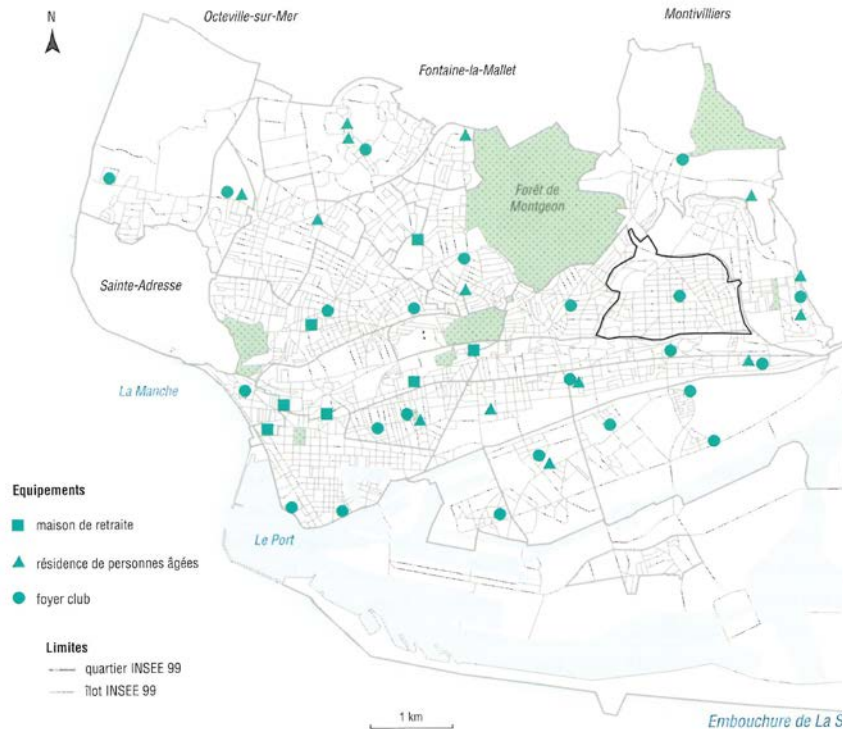 Octeville-sur-Mer
Montivilliers
N
Fontaine-la-Mallet
Forêt de
Montgeon
Sainte-Adresse
La Manche
Le Port
Equipements
maison de retraite
résidence de personnes âgées
foyer club
Limites
quartier INSEE 99
îlot INSEE 99
1 km
Embouchure de La S